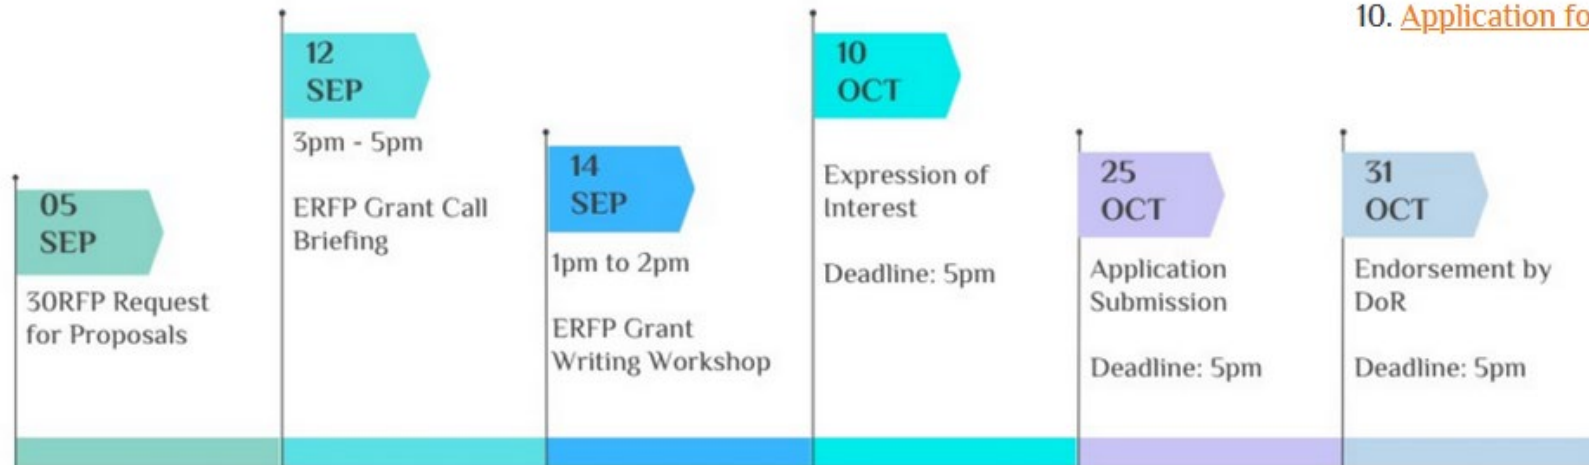 10. Application fo
05
SEP
30RFP Request
for Proposals
12
SEP
3pm - 5pm
ERFP Grant Call
Briefing
14
SEP
1pm to 2pm
ERFP Grant
Writing Workshop
10
OCT
Expression of
Interest
Deadline: 5pm
25
OCT
Application
Submission
Deadline: 5pm
31
OCT
Endorsement by
DoR
Deadline: 5pm